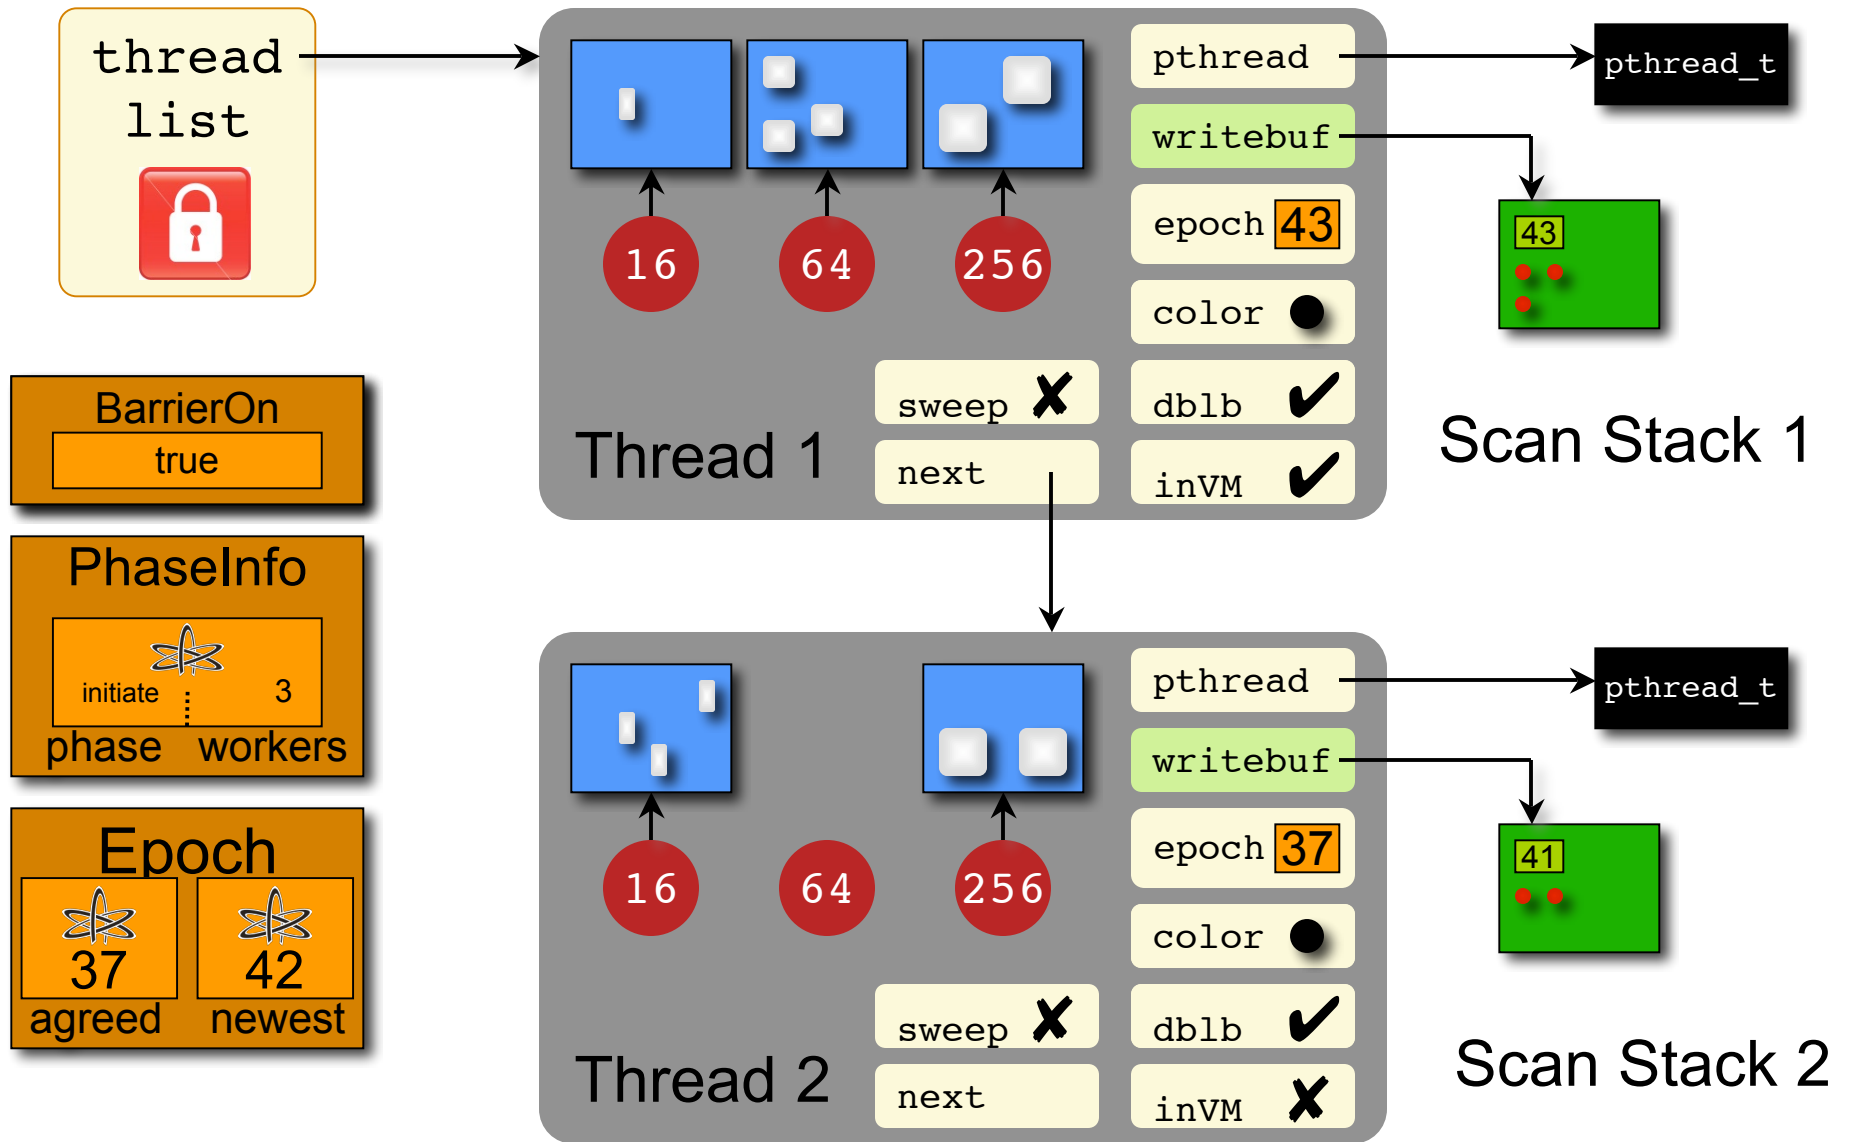 thread
list
BarrierOn
true
PhaseInfo
initiate 3
phase workers
Epoch
37 42
agreed newest
16 64 256
Thread 1
pthread
writebuf
epoch 43
color
sweep
dblb
next
inVM
pthread_t
43
Scan Stack 1
16 64 256
Thread 2
pthread
writebuf
epoch 37
color
sweep
dblb
next
inVM
pthread_t
41
Scan Stack 2